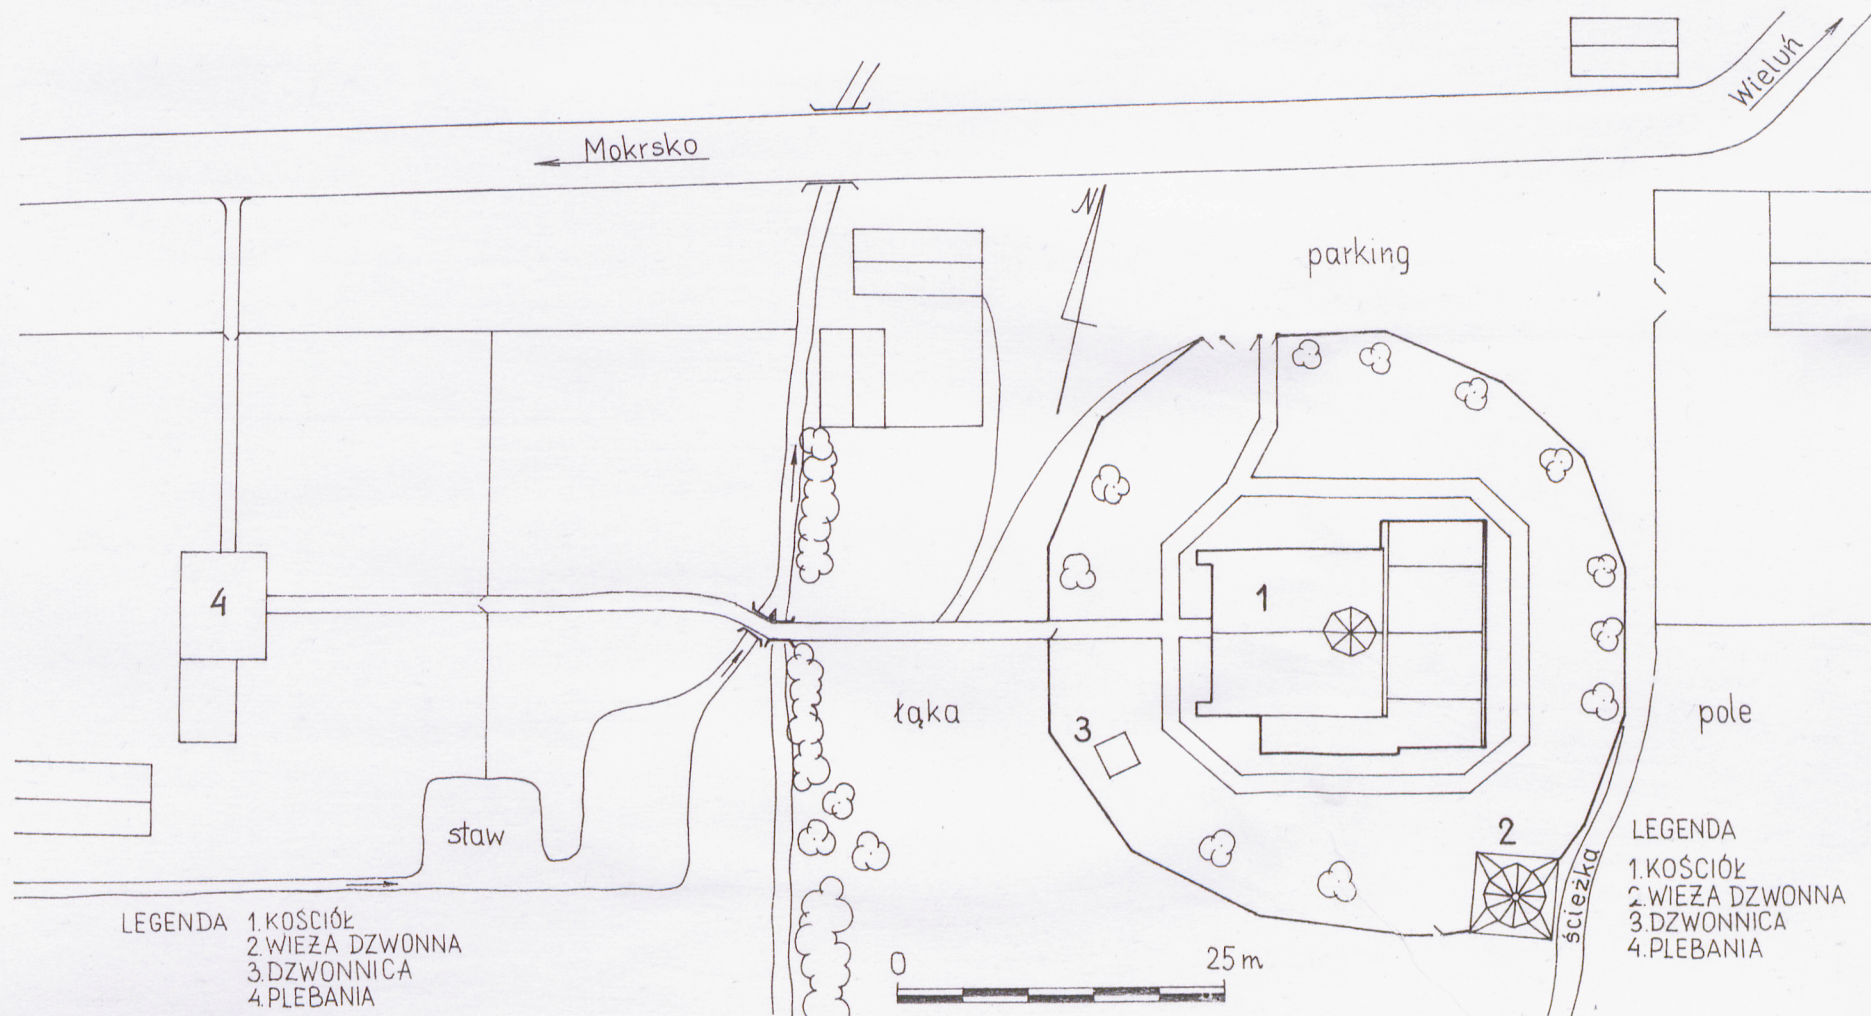 Wieluń
Mokrsko
N
parking
4
1
łąka
3
pole
staw
2
ścieżka
LEGENDA
1.KOŚCIÓŁ
2.WIEŻA DZWONNA
3.DZWONNICA
4.PLEBANIA
LEGENDA 1.KOŚCIÓŁ
2.WIEŻA DZWONNA
3.DZWONNICA
4.PLEBANIA
0 25 m